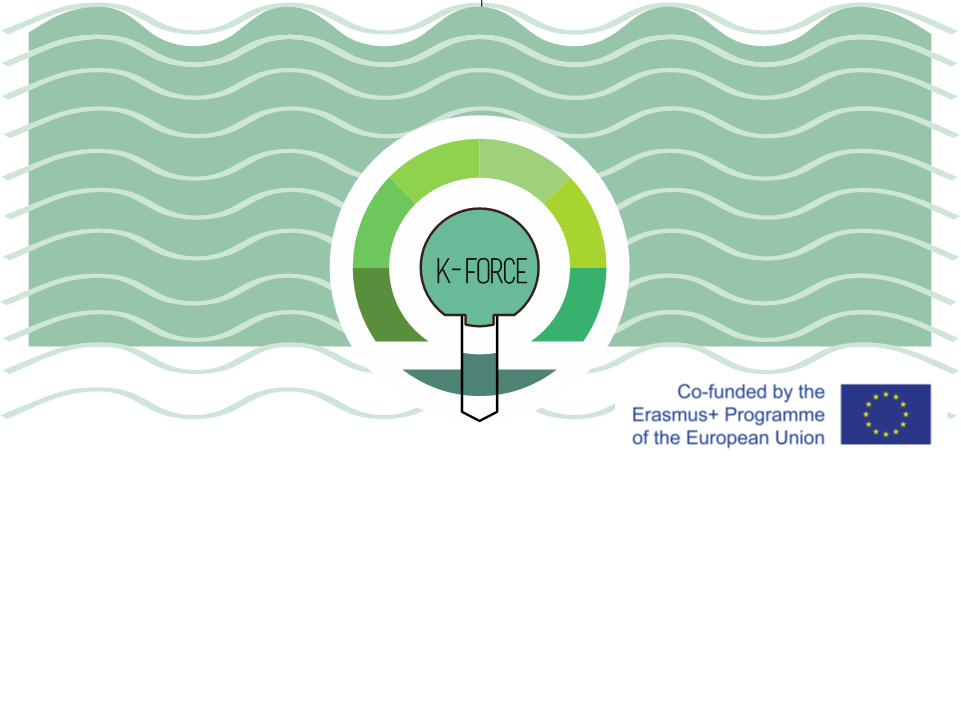 K-FORCE
Co-funded by the
Erasmus+ Programme
of the European Union